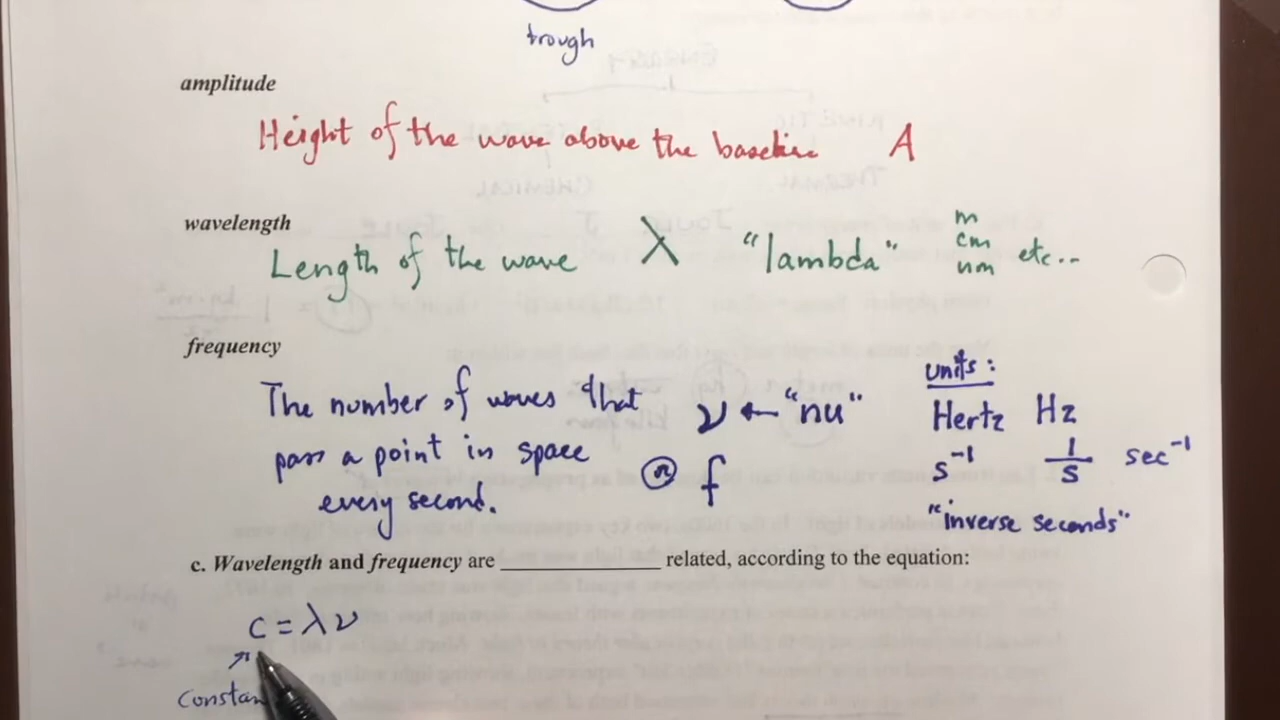 trough
amplitude
Height of the wave above the baseline A
wavelength
Length of the wave λ "lambda" m cm nm etc..
frequency
The number of waves that
pass a point in space
every second.
ν ← "nu"
or f
units:
Hertz Hz
s⁻¹ 1/s sec⁻¹
"inverse seconds"
c. Wavelength and frequency are ____________ related, according to the equation:
c = λν
Constan